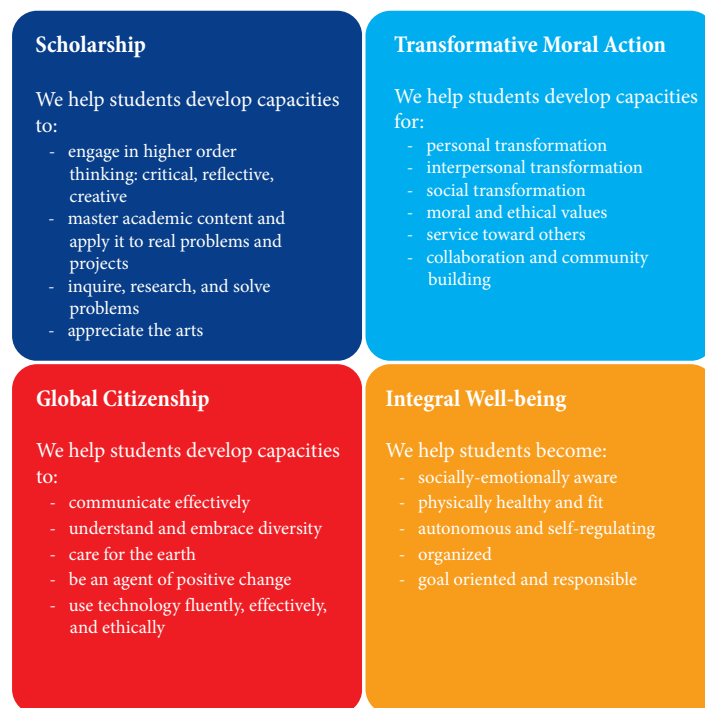 Scholarship
We help students develop capacities
to:
- engage in higher order
thinking: critical, reflective,
creative
- master academic content and
apply it to real problems and
projects
- inquire, research, and solve
problems
- appreciate the arts
Transformative Moral Action
We help students develop capacities
for:
- personal transformation
- interpersonal transformation
- social transformation
- moral and ethical values
- service toward others
- collaboration and community
building
Global Citizenship
We help students develop capacities
to:
- communicate effectively
- understand and embrace diversity
- care for the earth
- be an agent of positive change
- use technology fluently, effectively,
and ethically
Integral Well-being
We help students become:
- socially-emotionally aware
- physically healthy and fit
- autonomous and self-regulating
- organized
- goal oriented and responsible